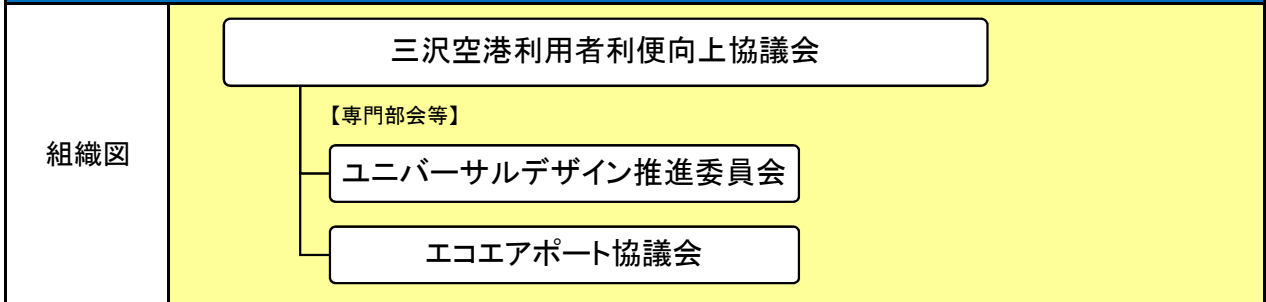 三沢空港利用者利便向上協議会
【専門部会等】
組織図
ユニバーサルデザイン推進委員会
エコエアポート協議会